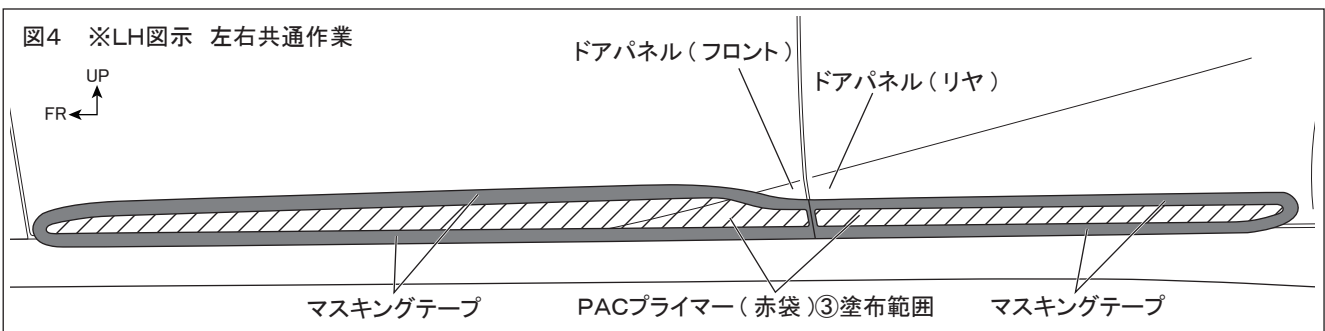 図4　※LH図示 左右共通作業
UP
FR
ドアパネル(フロント)
ドアパネル(リヤ)
マスキングテープ
PACプライマー(赤袋)③塗布範囲
マスキングテープ